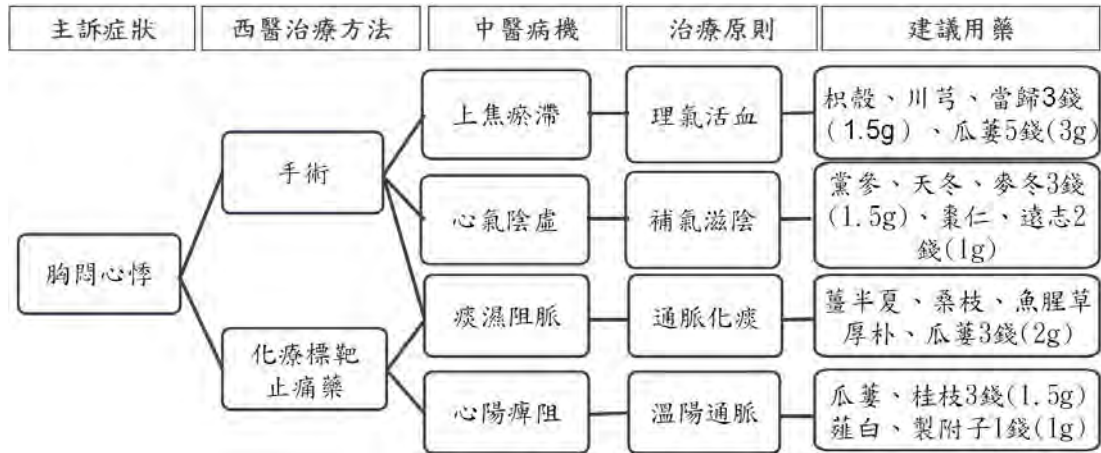 主訴症狀
西醫治療方法
中醫病機
治療原則
建議用藥
胸悶心悸
手術
化療標靶
止痛藥
上焦瘀滯
理氣活血
枳殼、川芎、當歸3錢
(1.5g)、瓜蔞5錢(3g)
心氣陰虛
補氣滋陰
黨參、天冬、麥冬3錢
(1.5g)、棗仁、遠志2
錢(1g)
痰濕阻脈
通脈化痰
薑半夏、桑枝、魚腥草
厚朴、瓜蔞3錢(2g)
心陽痺阻
溫陽通脈
瓜蔞、桂枝3錢(1.5g)
薤白、製附子1錢(1g)